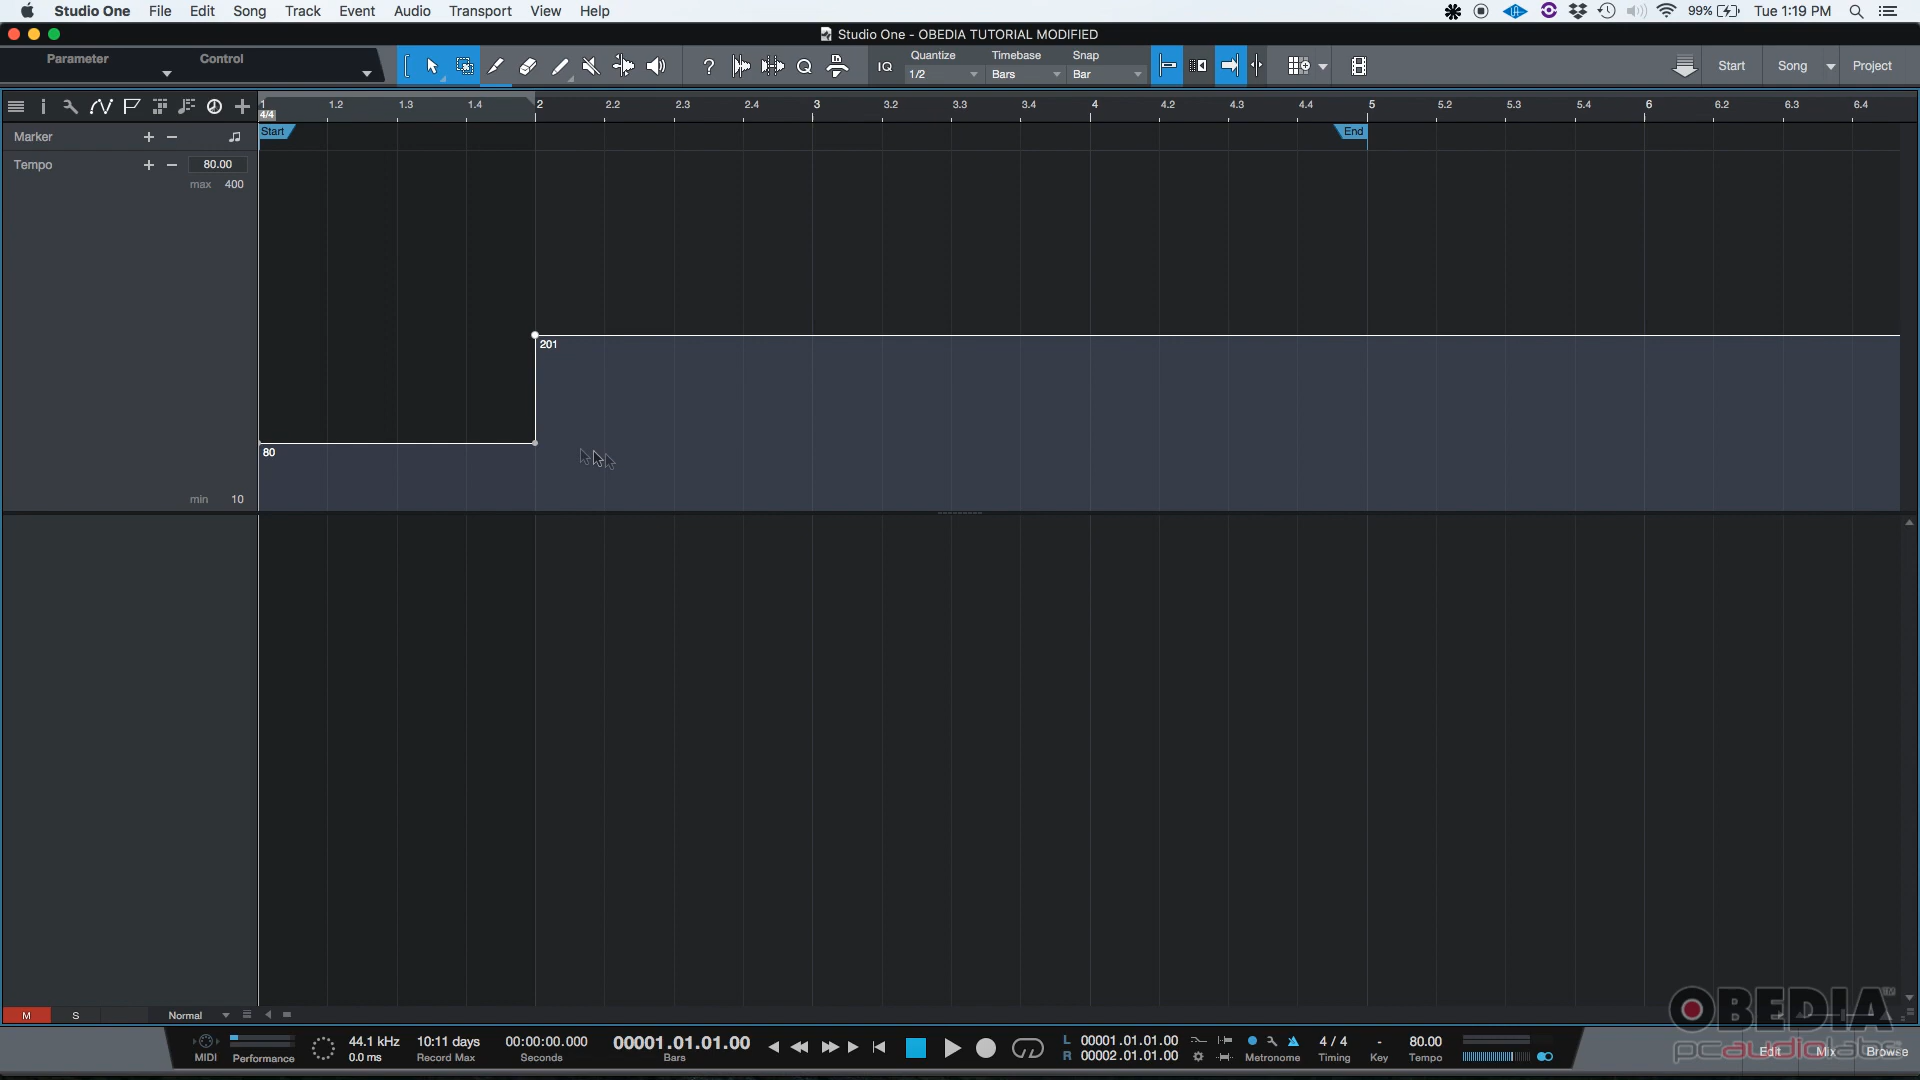 Studio One File Edit Song Track Event Audio Transport View Help 99% Tue 1:19 PM
Studio One - OBEDIA TUTORIAL MODIFIED
Parameter Control ? Q IQ Quantize Timebase Snap Start Song Project
1/2 Bars Bar
1 1.2 1.3 1.4 2 2.2 2.3 2.4 3 3.2 3.3 3.4 4 4.2 4.3 4.4 5 5.2 5.3 5.4 6 6.2 6.3 6.4
4/4
Marker + − Start End
Tempo + − 80.00
max 400
201
80
min 10
M S Normal
OBEDIA
pcaudiolabs
MIDI Performance 44.1 kHz 10:11 days 00:00:00.000 00001.01.01.00 L 00001.01.01.00 4 / 4 - 80.00
0.0 ms Record Max Seconds Bars R 00002.01.01.00 Metronome Timing Key Tempo Edit Mix Browse